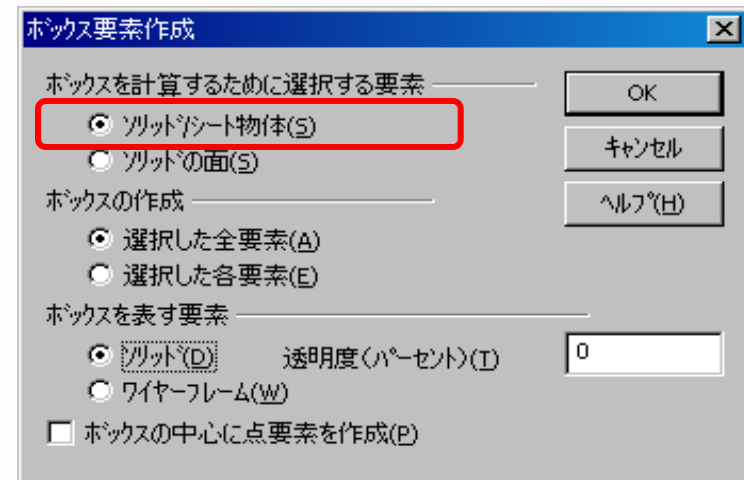 ボックス要素作成
ボックスを計算するために選択する要素
OK
ソリッド/シート物体(S)
キャンセル
ソリッドの面(S)
ボックスの作成
ヘルプ(H)
選択した全要素(A)
選択した各要素(E)
ボックスを表す要素
ソリッド(D) 透明度(パーセント)(T) 0
ワイヤーフレーム(W)
ボックスの中心に点要素を作成(P)